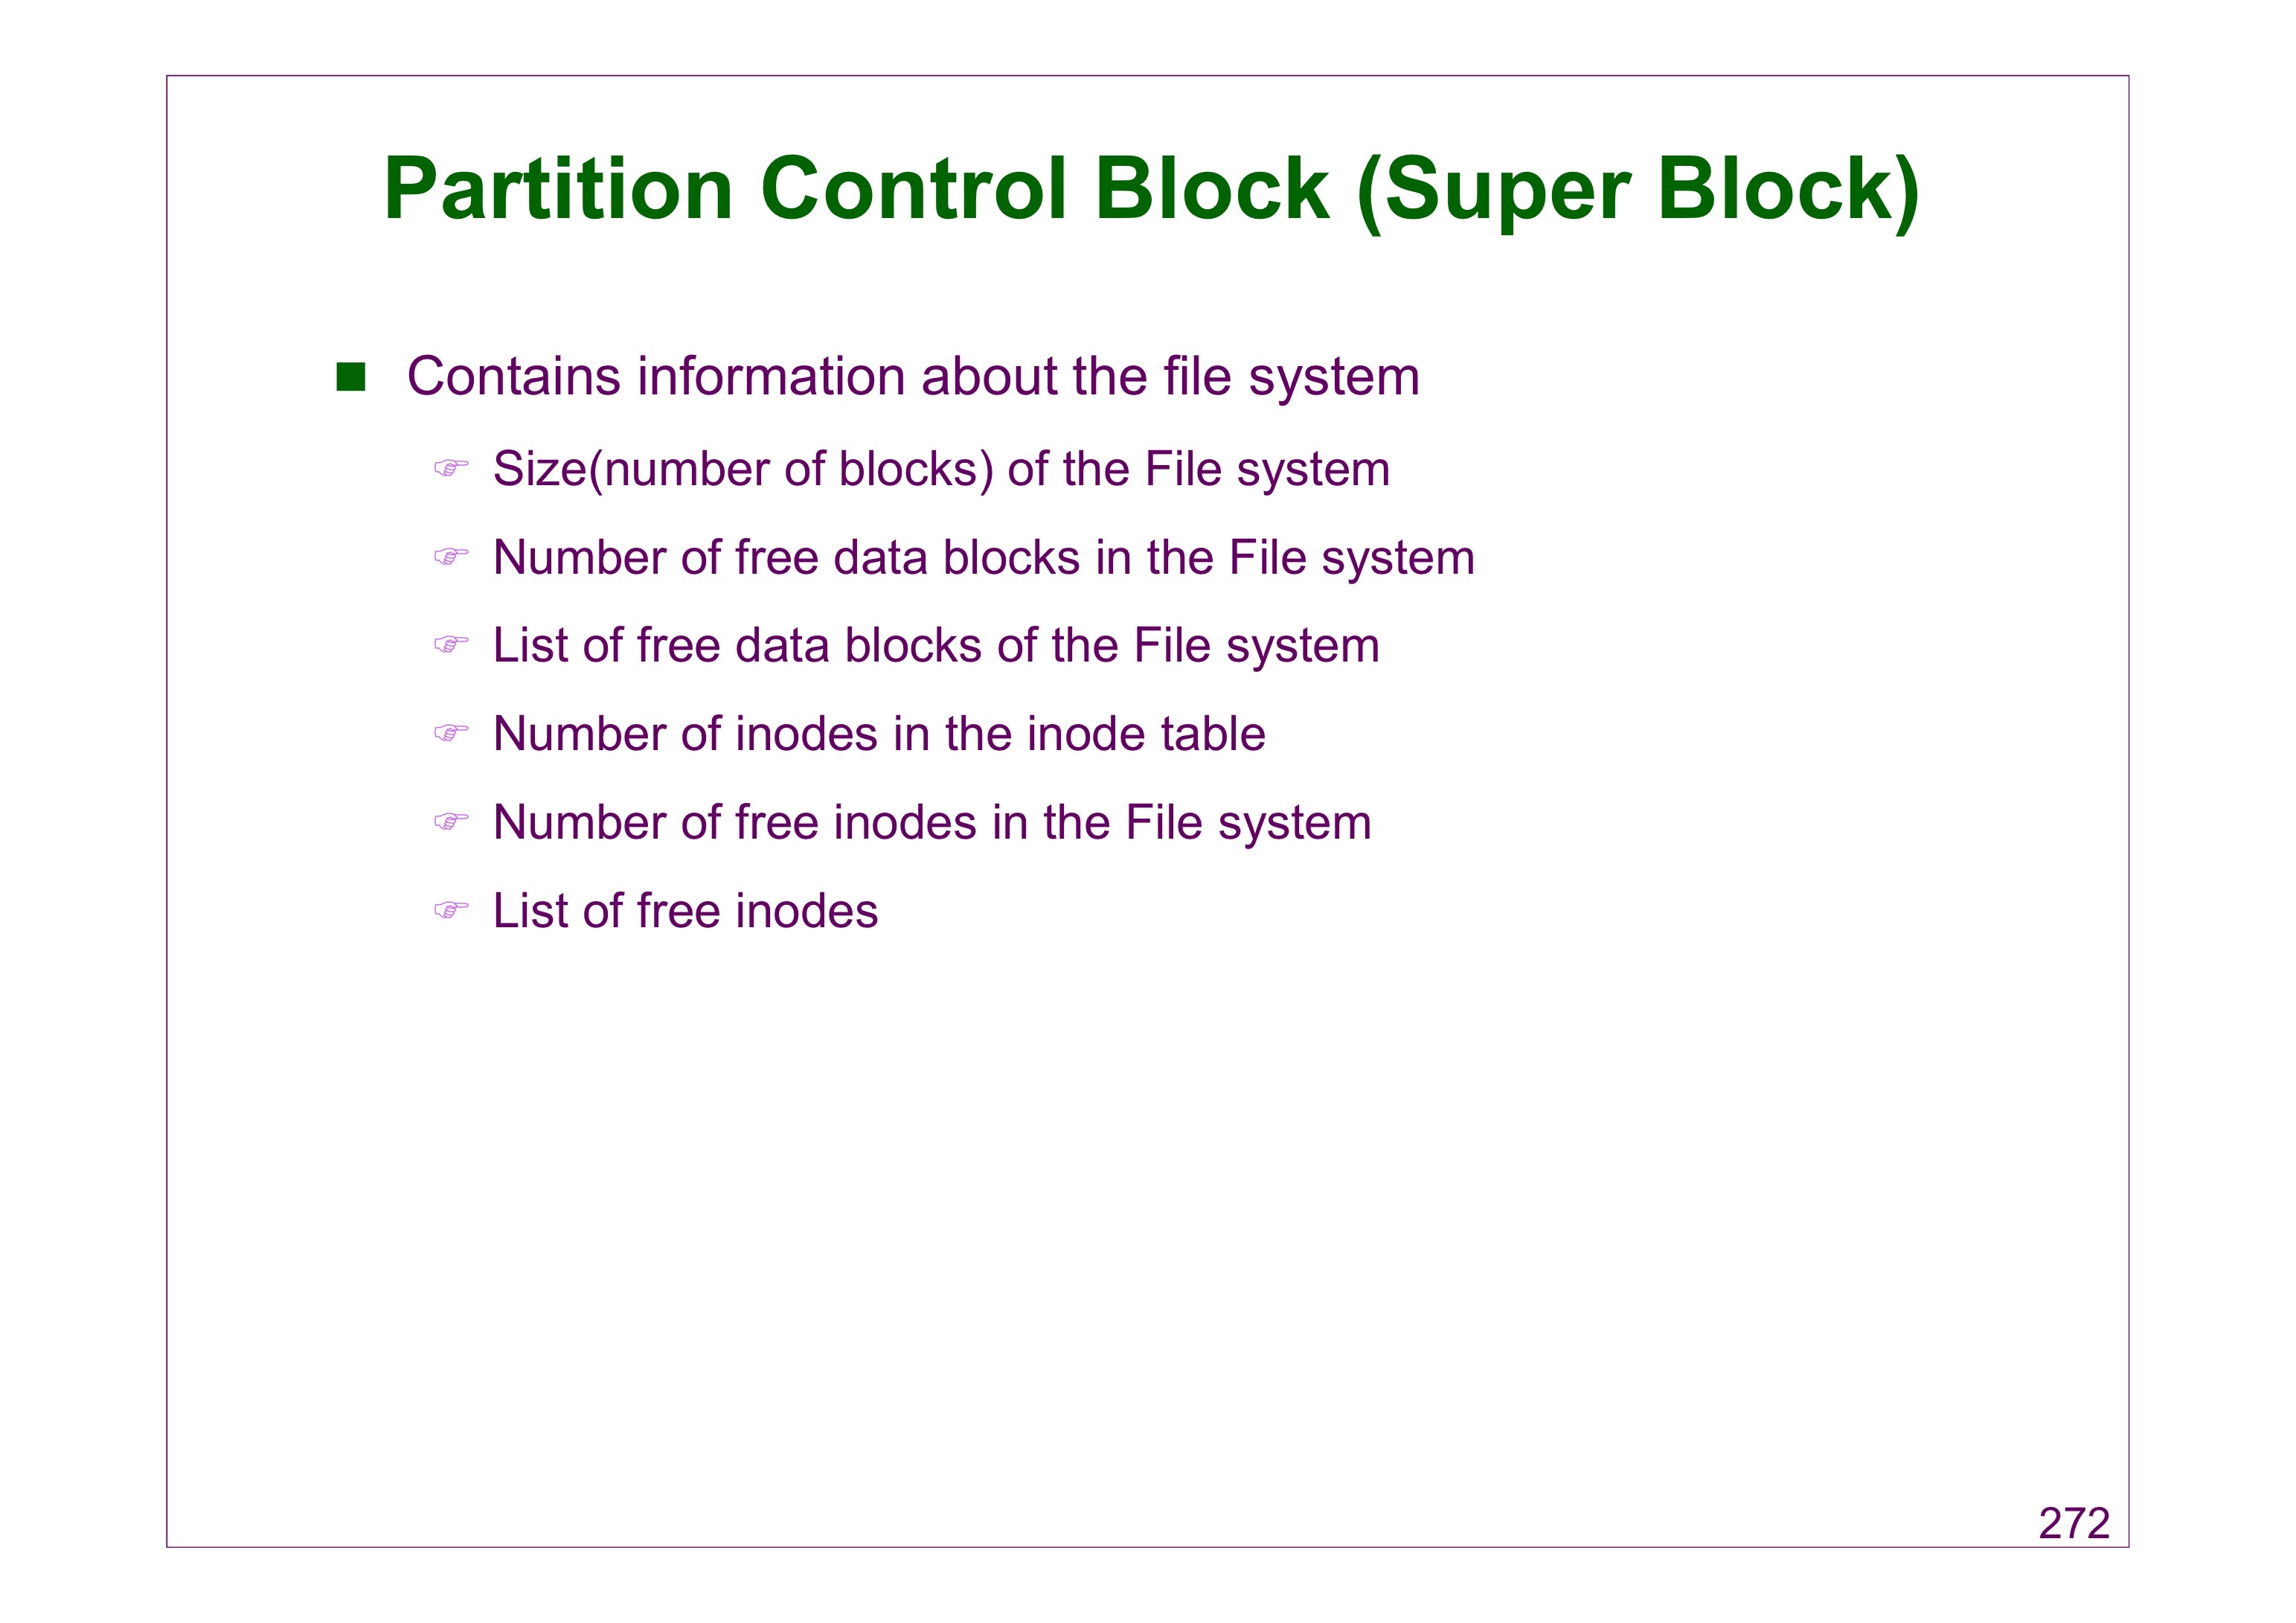 Partition Control Block (Super Block)
Contains information about the file system
Size(number of blocks) of the File system
Number of free data blocks in the File system
List of free data blocks of the File system
Number of inodes in the inode table
Number of free inodes in the File system
List of free inodes
272